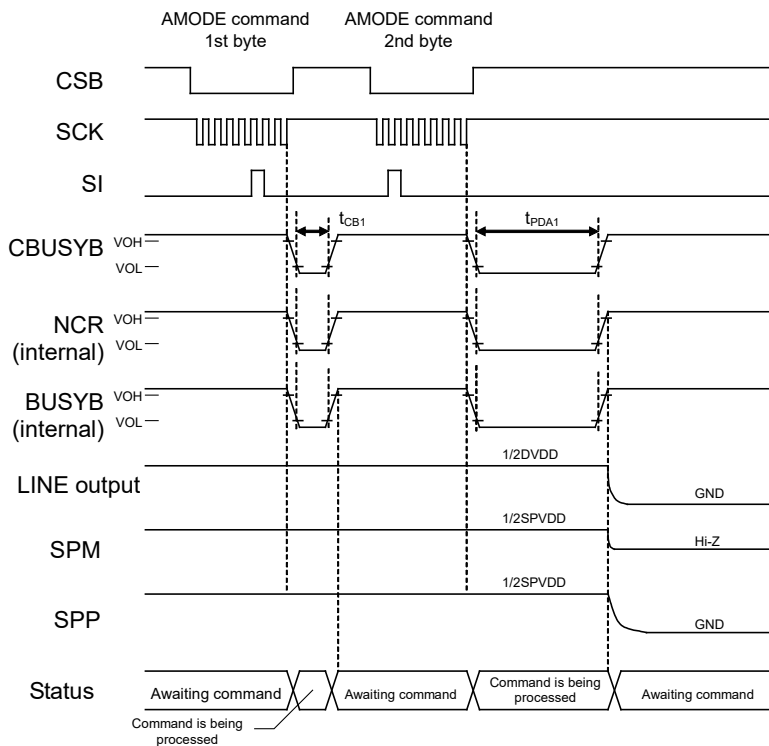 AMODE command
1st byte
AMODE command
2nd byte
CSB
SCK
SI
tCB1
tPDA1
CBUSYB
VOH
VOL
NCR
(internal)
VOH
VOL
BUSYB
(internal)
VOH
VOL
1/2DVDD
LINE output
GND
1/2SPVDD
SPM
Hi-Z
1/2SPVDD
SPP
GND
Status
Awaiting command
Awaiting command
Command is being
processed
Awaiting command
Command is being
processed